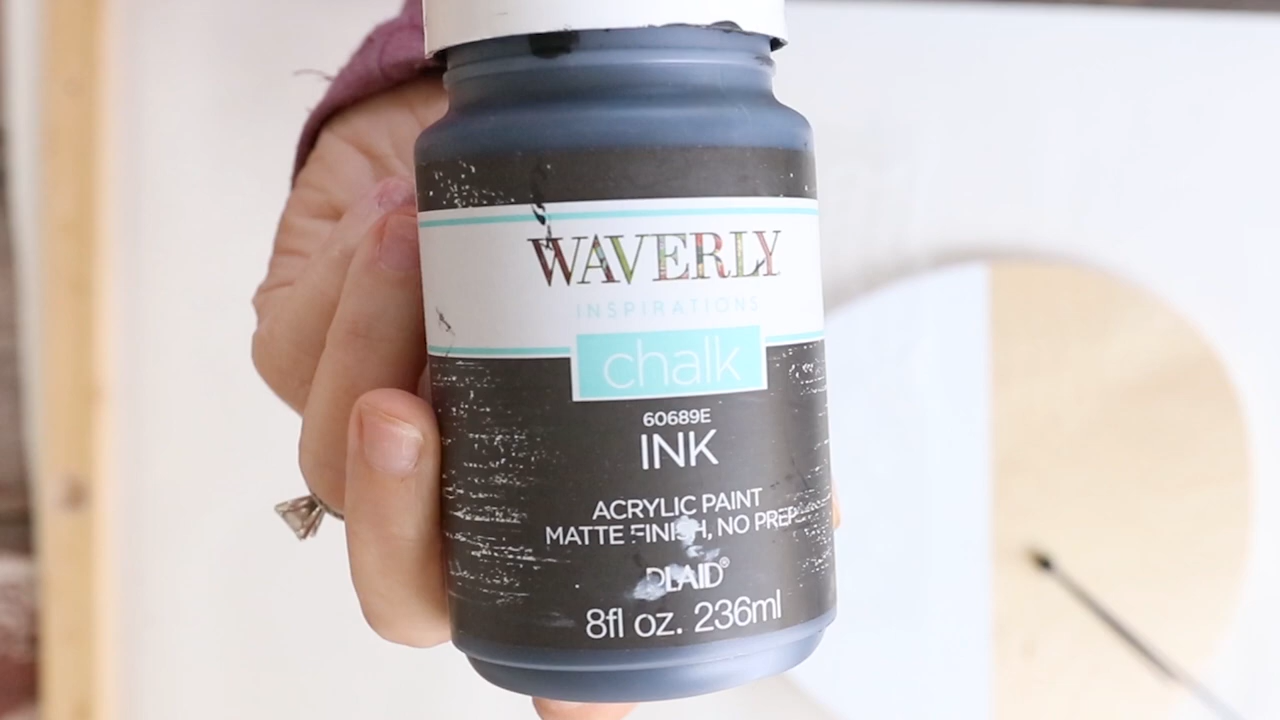 WAVERLY
INSPIRATIONS
chalk
60689E
INK
ACRYLIC PAINT
MATTE FINISH, NO PREP
PLAID®
8fl oz. 236ml